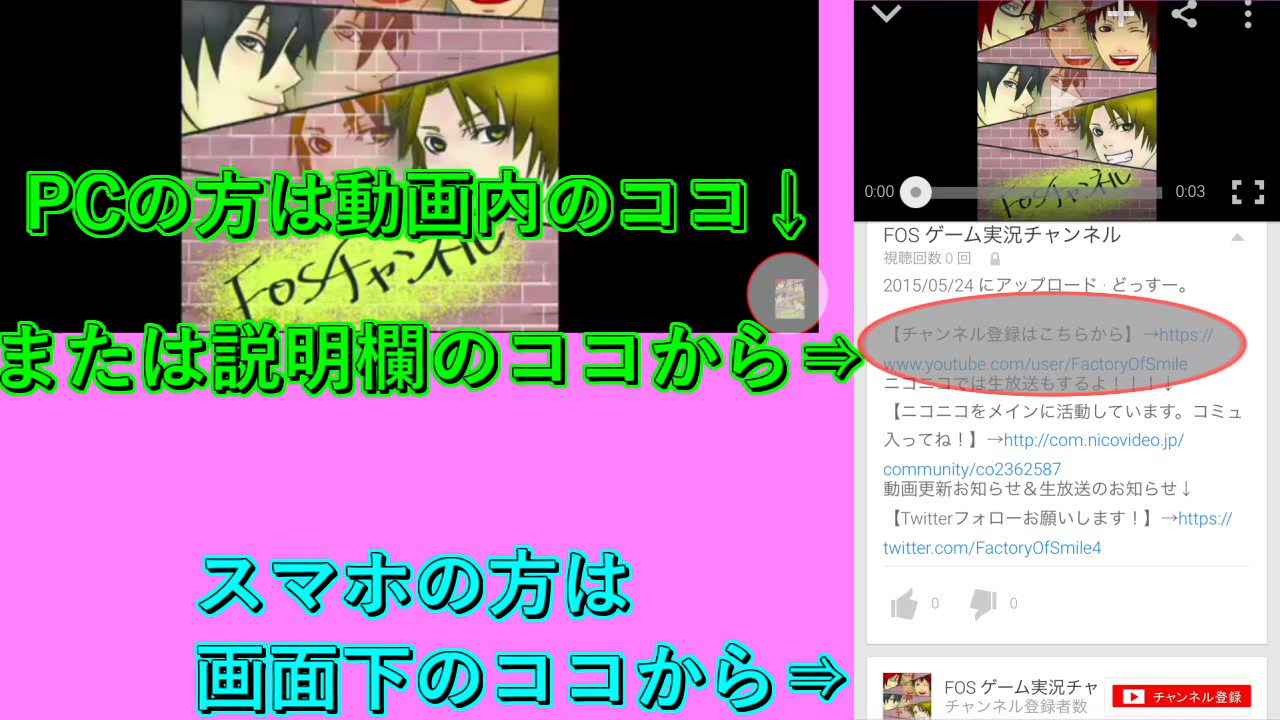 PCの方は動画内のココ↓
FOSチャンネル
または説明欄のココから⇒
スマホの方は
画面下のココから⇒
FOSチャンネル
0:00
0:03
FOS ゲーム実況チャンネル
視聴回数 0 回
2015/05/24 にアップロード · どっすー。
【チャンネル登録はこちらから】→https://
www.youtube.com/user/FactoryOfSmile
ニコニコでは生放送もするよ！！！↓
【ニコニコをメインに活動しています。コミュ
入ってね！】→http://com.nicovideo.jp/
community/co2362587
動画更新お知らせ＆生放送のお知らせ↓
【Twitterフォローお願いします！】→https://
twitter.com/FactoryOfSmile4
0
0
FOS ゲーム実況チャ
チャンネル登録
チャンネル登録者数